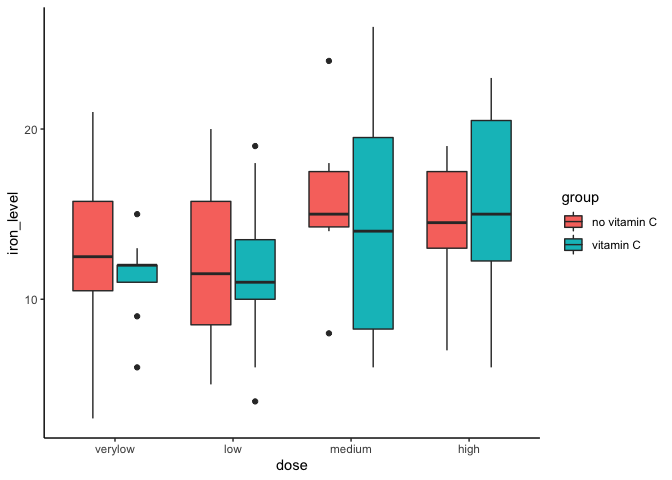 20
10
iron_level
verylow
low
medium
high
dose
group
no vitamin C
vitamin C